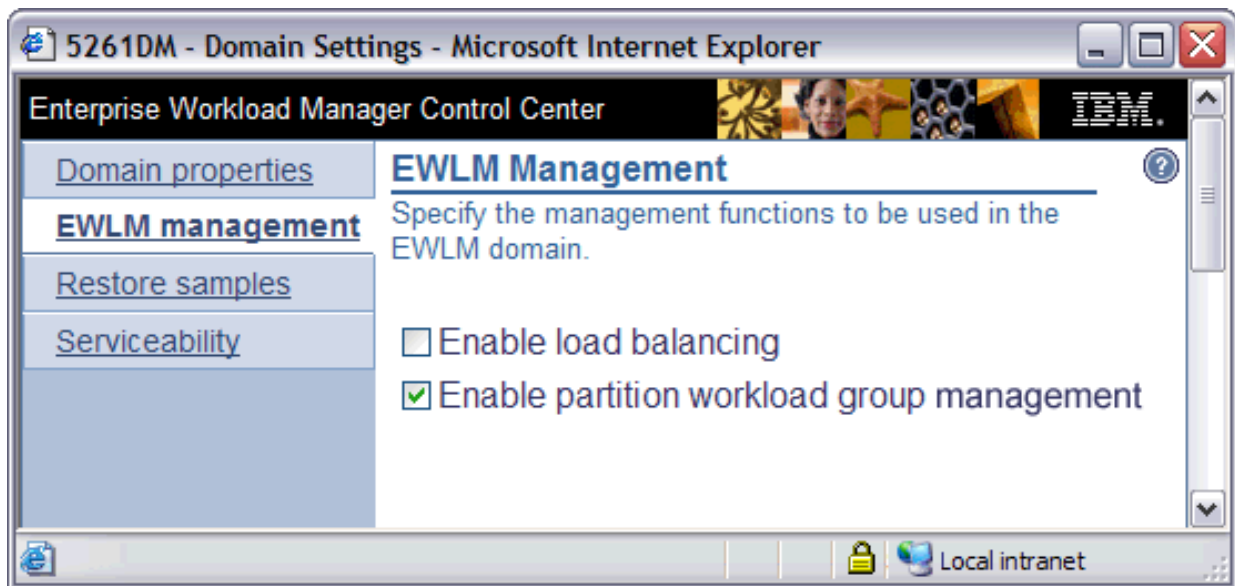 5261DM - Domain Settings - Microsoft Internet Explorer
Enterprise Workload Manager Control Center
IBM.
Domain properties
EWLM management
Restore samples
Serviceability
EWLM Management
?
Specify the management functions to be used in the
EWLM domain.
Enable load balancing
Enable partition workload group management
Local intranet